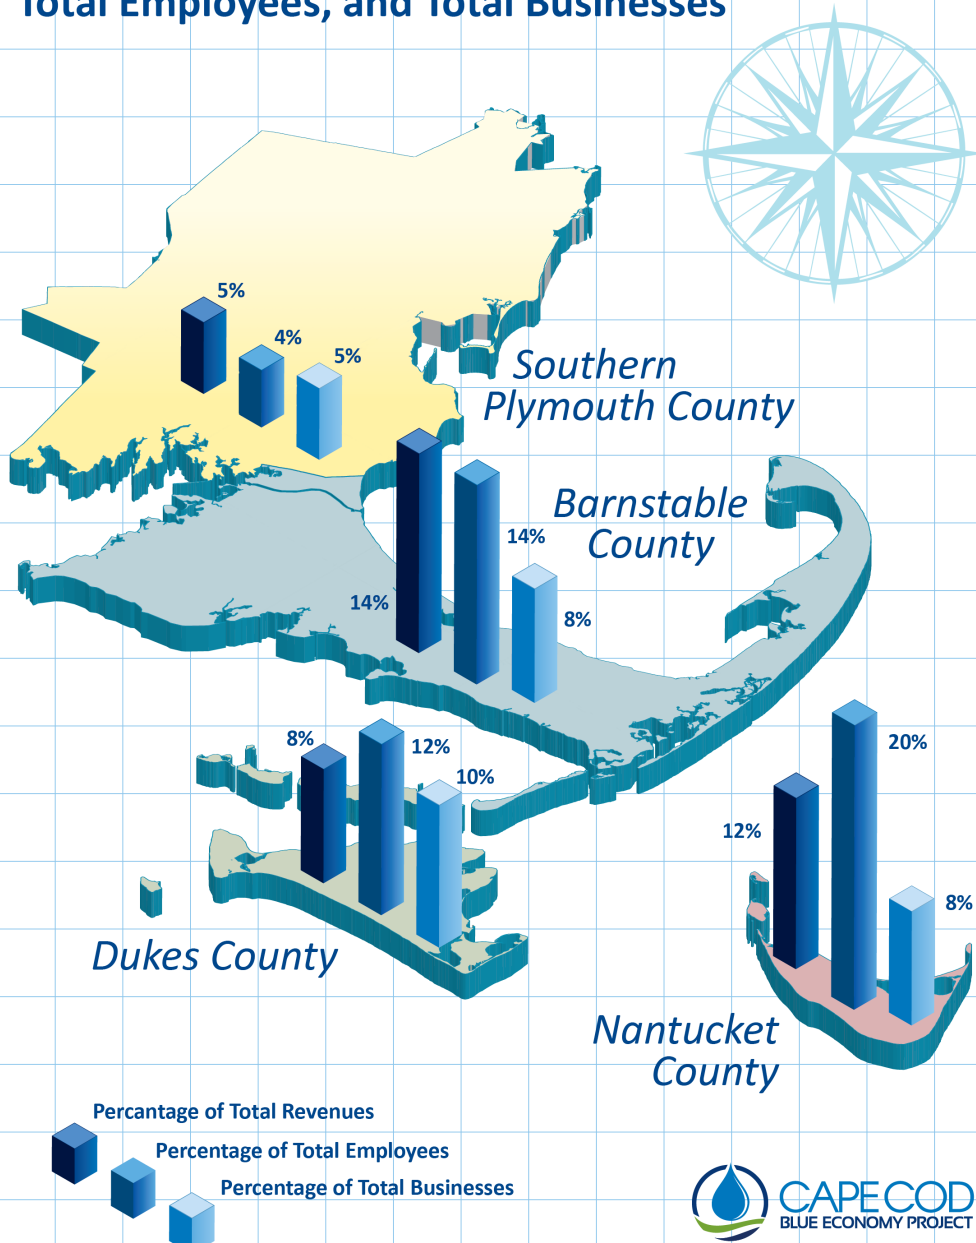 Total Employees, and Total Businesses
5%
4%
5%
Southern
Plymouth County
Barnstable
County
14%
14%
8%
8%
12%
10%
20%
12%
8%
Dukes County
Nantucket
County
Percantage of Total Revenues
Percentage of Total Employees
Percentage of Total Businesses
CAPE COD
BLUE ECONOMY PROJECT